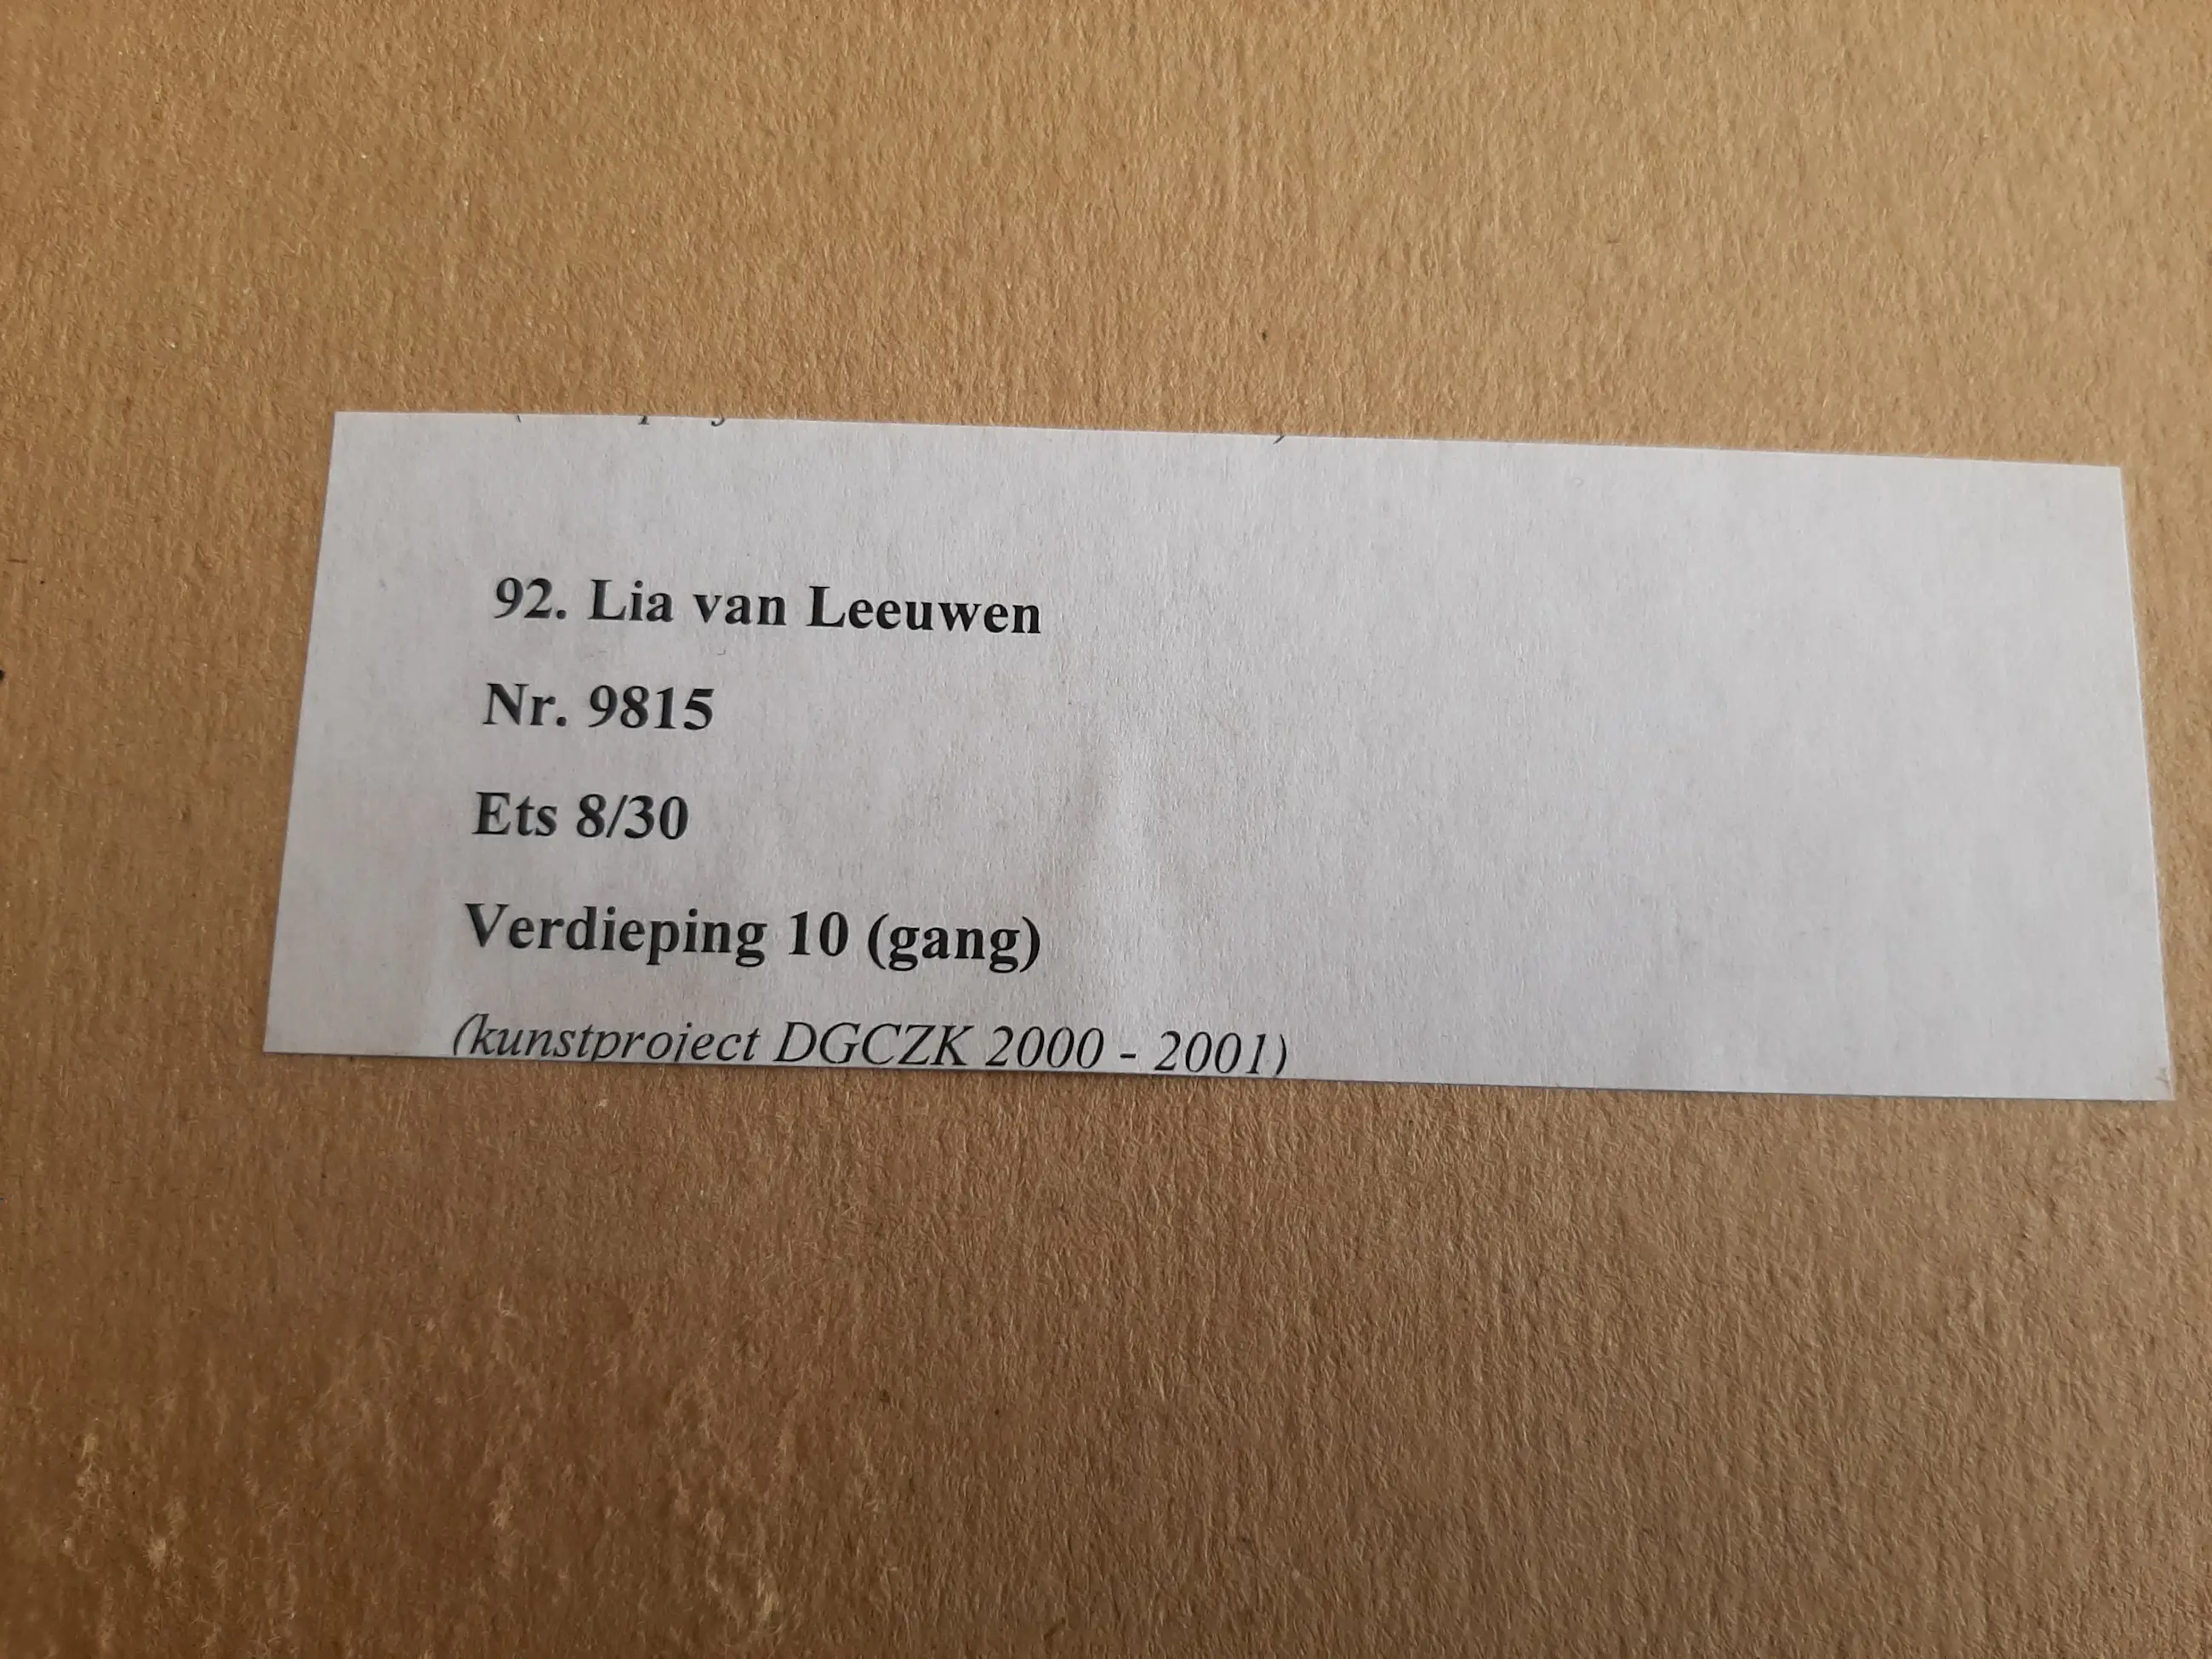 92. Lia van Leeuwen
Nr. 9815
Ets 8/30
Verdieping 10 (gang)
(kunstproject DGCZK 2000 - 2001)